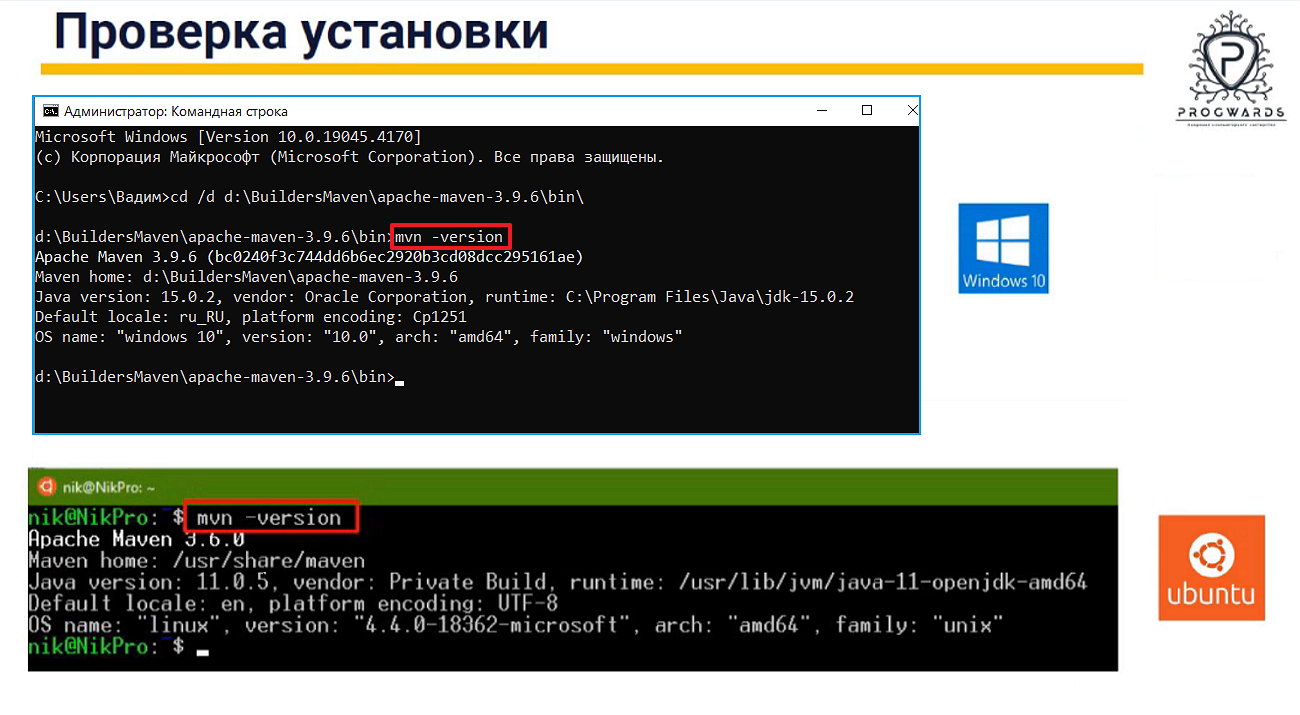 Проверка установки
PROGWARDS
Администратор: Командная строка
Microsoft Windows [Version 10.0.19045.4170]
(c) Корпорация Майкрософт (Microsoft Corporation). Все права защищены.
C:\Users\Вадим>cd /d d:\BuildersMaven\apache-maven-3.9.6\bin\
d:\BuildersMaven\apache-maven-3.9.6\bin>mvn -version
Apache Maven 3.9.6 (bc0240f3c744dd6b6ec2920b3cd08dcc295161ae)
Maven home: d:\BuildersMaven\apache-maven-3.9.6
Java version: 15.0.2, vendor: Oracle Corporation, runtime: C:\Program Files\Java\jdk-15.0.2
Default locale: ru_RU, platform encoding: Cp1251
OS name: "windows 10", version: "10.0", arch: "amd64", family: "windows"
d:\BuildersMaven\apache-maven-3.9.6\bin>
Windows 10
nik@NikPro: ~
nik@NikPro:~$ mvn -version
Apache Maven 3.6.0
Maven home: /usr/share/maven
Java version: 11.0.5, vendor: Private Build, runtime: /usr/lib/jvm/java-11-openjdk-amd64
Default locale: en, platform encoding: UTF-8
OS name: "linux", version: "4.4.0-18362-microsoft", arch: "amd64", family: "unix"
nik@NikPro:~$
ubuntu